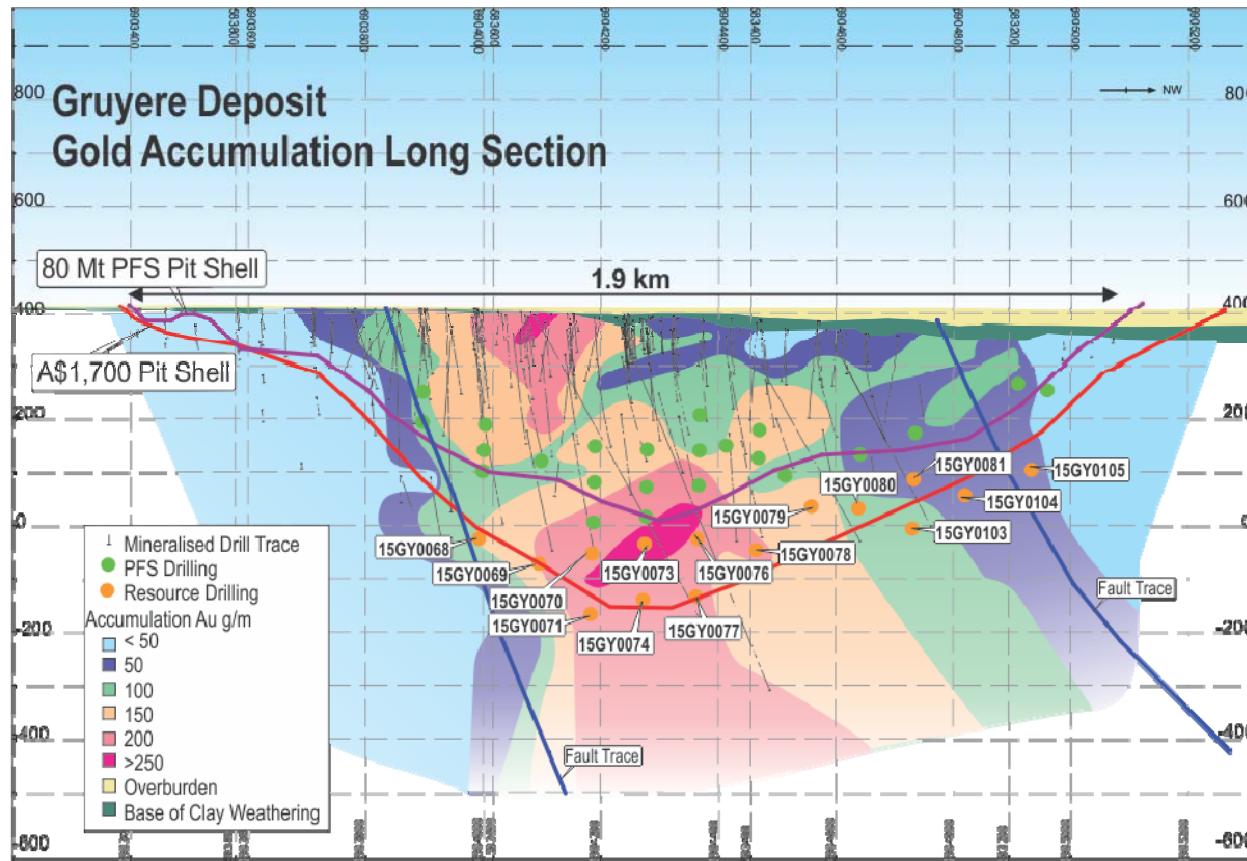 Gruyere Deposit
Gold Accumulation Long Section
NW
800
800
600
600
400
400
200
0
-200
-200
-400
-400
-600
80 Mt PFS Pit Shell
1.9 km
A$1,700 Pit Shell
15GY0068
15GY0069
15GY0070
15GY0071
15GY0073
15GY0074
15GY0076
15GY0077
15GY0078
15GY0079
15GY0080
15GY0081
15GY0103
15GY0104
15GY0105
Fault Trace
Fault Trace
Mineralised Drill Trace
PFS Drilling
Resource Drilling
Accumulation Au g/m
< 50
50
100
150
200
>250
Overburden
Base of Clay Weathering